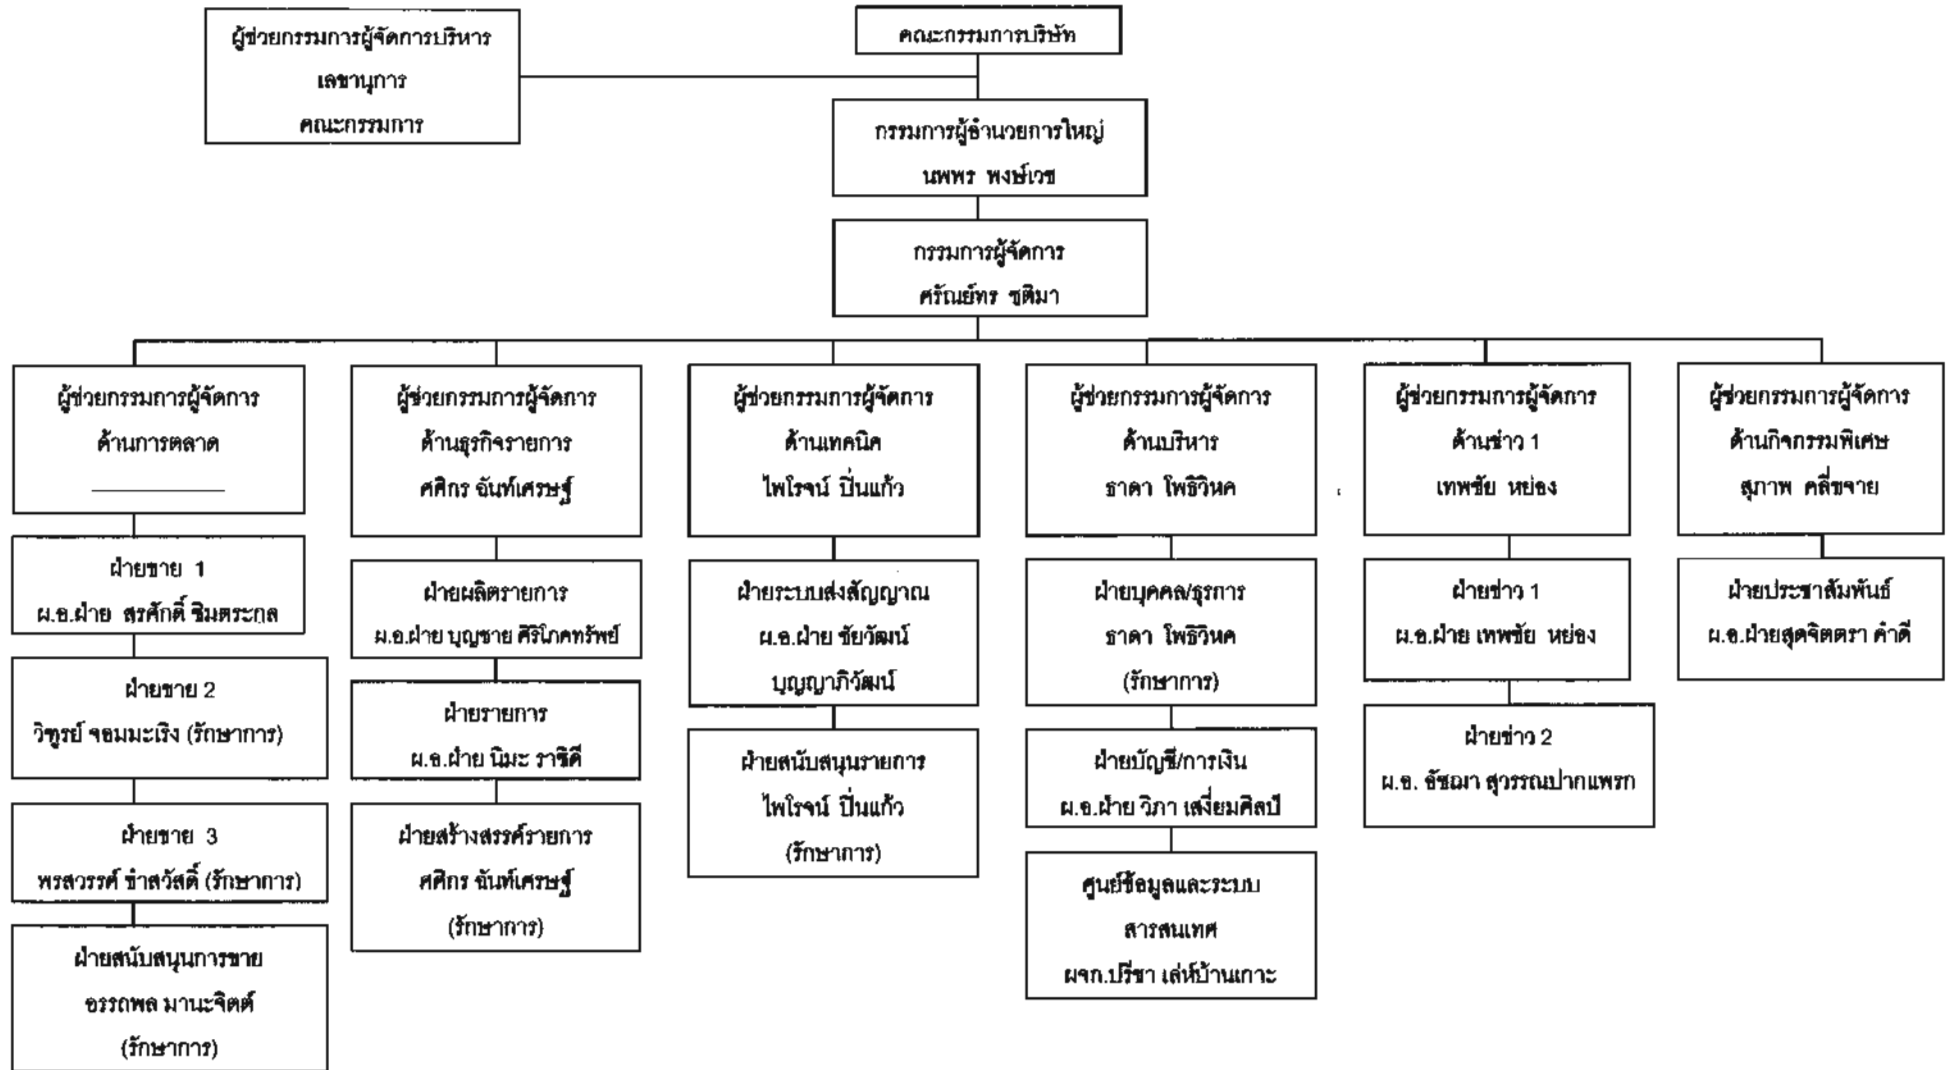 ผู้ช่วยกรรมการผู้จัดการบริหาร
เลขานุการ
คณะกรรมการ
คณะกรรมการบริษัท
กรรมการผู้อำนวยการใหญ่
นพพร พงษ์เวช
กรรมการผู้จัดการ
ศรัณย์ทร ชุติมา
ผู้ช่วยกรรมการผู้จัดการ
ด้านการตลาด
ฝ่ายขาย 1
ผ.อ.ฝ่าย สุรศักดิ์ ชิมตระกูล
ฝ่ายขาย 2
วิฑูรย์ จอมมะเริง (รักษาการ)
ฝ่ายขาย 3
พรสวรรค์ ขำสวัสดิ์ (รักษาการ)
ฝ่ายสนับสนุนการขาย
อรรถพล มานะจิตต์
(รักษาการ)
ผู้ช่วยกรรมการผู้จัดการ
ด้านธุรกิจรายการ
ศศิกร ฉันท์เศรษฐ์
ฝ่ายผลิตรายการ
ผ.อ.ฝ่าย บุญชาย ศิริโภคทรัพย์
ฝ่ายรายการ
ผ.อ.ฝ่าย นิมะ ราซิดี
ฝ่ายสร้างสรรค์รายการ
ศศิกร ฉันท์เศรษฐ์
(รักษาการ)
ผู้ช่วยกรรมการผู้จัดการ
ด้านเทคนิค
ไพโรจน์ ปิ่นแก้ว
ฝ่ายระบบส่งสัญญาณ
ผ.อ.ฝ่าย ชัยวัฒน์
บุญญาภิวัฒน์
ฝ่ายสนับสนุนรายการ
ไพโรจน์ ปิ่นแก้ว
(รักษาการ)
ผู้ช่วยกรรมการผู้จัดการ
ด้านบริหาร
ธาดา โพธิวิหค
ฝ่ายบุคคล/ธุรการ
ธาดา โพธิวิหค
(รักษาการ)
ฝ่ายบัญชี/การเงิน
ผ.อ.ฝ่าย วิภา เสงี่ยมศิลป์
ศูนย์ข้อมูลและระบบ
สารสนเทศ
ผจก.ปรีชา เล่ห์บ้านเกาะ
ผู้ช่วยกรรมการผู้จัดการ
ด้านข่าว 1
เทพชัย หย่อง
ฝ่ายข่าว 1
ผ.อ.ฝ่าย เทพชัย หย่อง
ฝ่ายข่าว 2
ผ.อ. อัชฌา สุวรรณปากแพรก
ผู้ช่วยกรรมการผู้จัดการ
ด้านกิจกรรมพิเศษ
สุภาพ คลี่ขจาย
ฝ่ายประชาสัมพันธ์
ผ.อ.ฝ่ายสุดจิตตรา คำดี